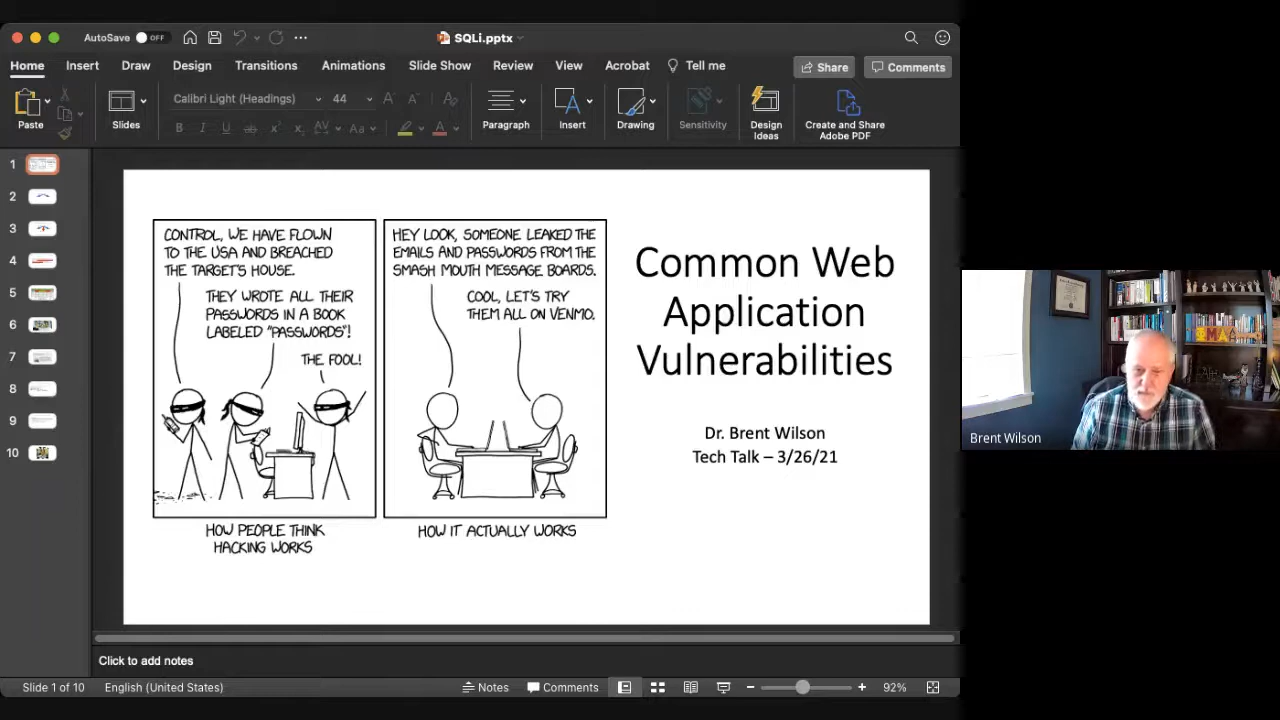 AutoSave OFF
SQLi.pptx
Home Insert Draw Design Transitions Animations Slide Show Review View Acrobat Tell me
Share Comments
Calibri Light (Headings) 44
Paste Slides Paragraph Insert Drawing Sensitivity Design Ideas Create and Share Adobe PDF
1
2
3
4
5
6
7
8
9
10
CONTROL, WE HAVE FLOWN
TO THE USA AND BREACHED
THE TARGET'S HOUSE.
THEY WROTE ALL THEIR
PASSWORDS IN A BOOK
LABELED "PASSWORDS"!
THE FOOL!
HOW PEOPLE THINK
HACKING WORKS
HEY LOOK, SOMEONE LEAKED THE
EMAILS AND PASSWORDS FROM THE
SMASH MOUTH MESSAGE BOARDS.
COOL, LET'S TRY
THEM ALL ON VENMO.
HOW IT ACTUALLY WORKS
Common Web
Application
Vulnerabilities
Dr. Brent Wilson
Tech Talk – 3/26/21
ΦΜΑ
Brent Wilson
Click to add notes
Slide 1 of 10 English (United States) Notes Comments 92%